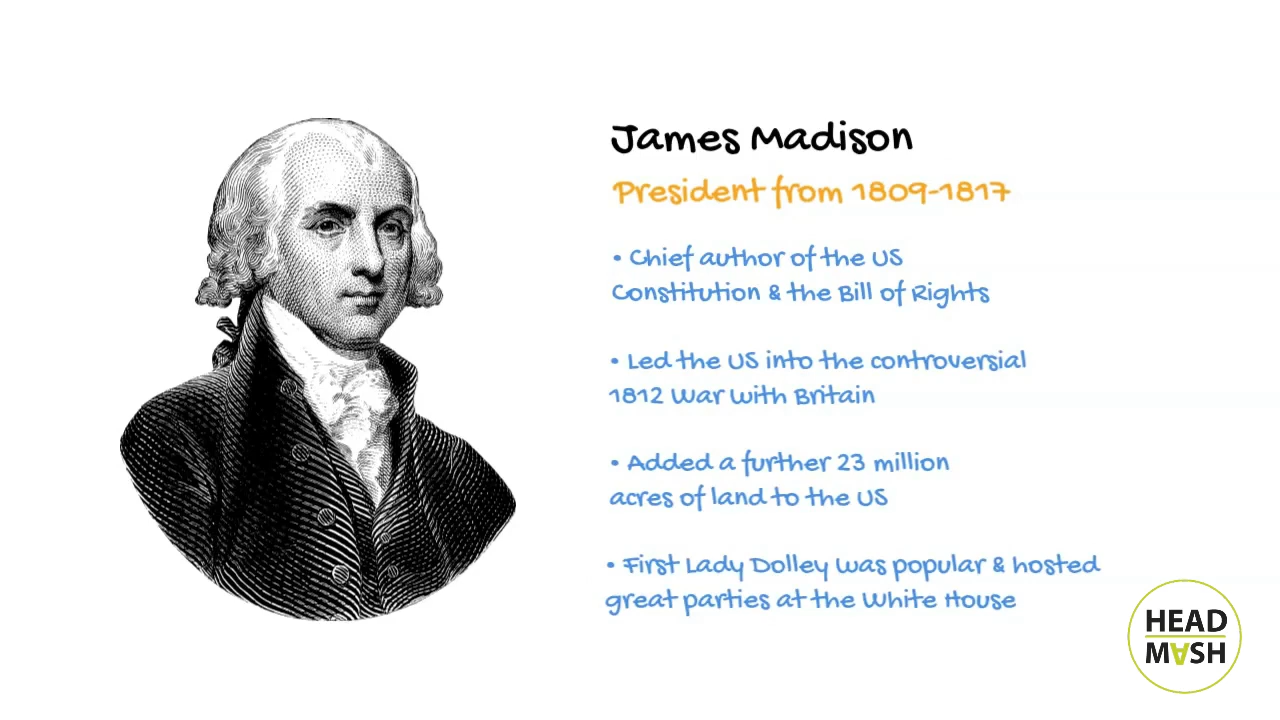 James Madison
President from 1809-1817
• Chief author of the US
Constitution & the Bill of Rights
• Led the US into the controversial
1812 War with Britain
• Added a further 23 million
acres of land to the US
• First Lady Dolley was popular & hosted
great parties at the White House
HEAD
MASH